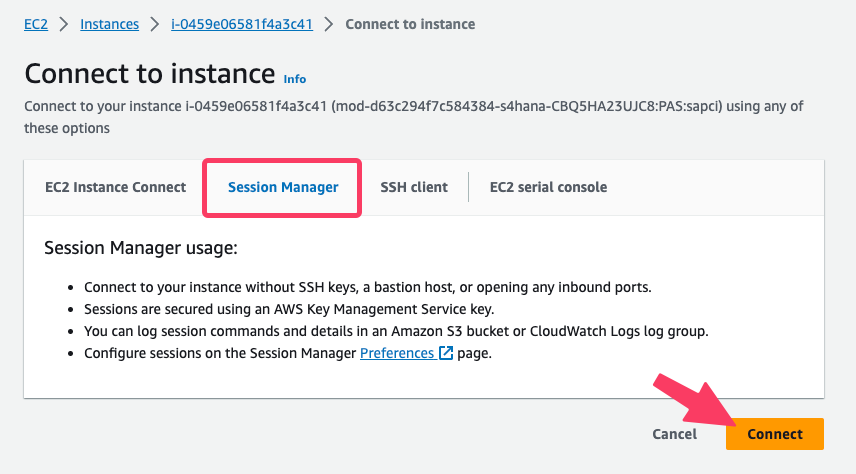 EC2 > Instances > i-0459e06581f4a3c41 > Connect to instance
Connect to instance Info
Connect to your instance i-0459e06581f4a3c41 (mod-d63c294f7c584384-s4hana-CBQ5HA23UJC8:PAS:sapci) using any of
these options
EC2 Instance Connect Session Manager SSH client EC2 serial console
Session Manager usage:
• Connect to your instance without SSH keys, a bastion host, or opening any inbound ports.
• Sessions are secured using an AWS Key Management Service key.
• You can log session commands and details in an Amazon S3 bucket or CloudWatch Logs log group.
• Configure sessions on the Session Manager Preferences page.
Cancel Connect